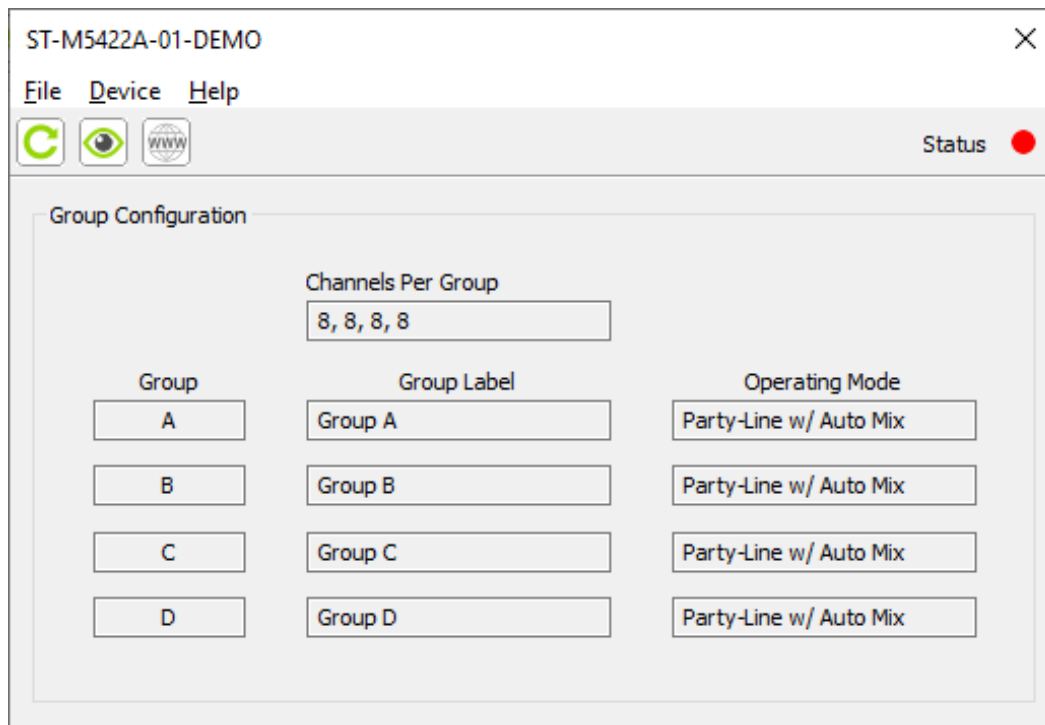 ST-M5422A-01-DEMO
File Device Help
www Status
Group Configuration
Channels Per Group
8, 8, 8, 8
Group Group Label Operating Mode
A Group A Party-Line w/ Auto Mix
B Group B Party-Line w/ Auto Mix
C Group C Party-Line w/ Auto Mix
D Group D Party-Line w/ Auto Mix